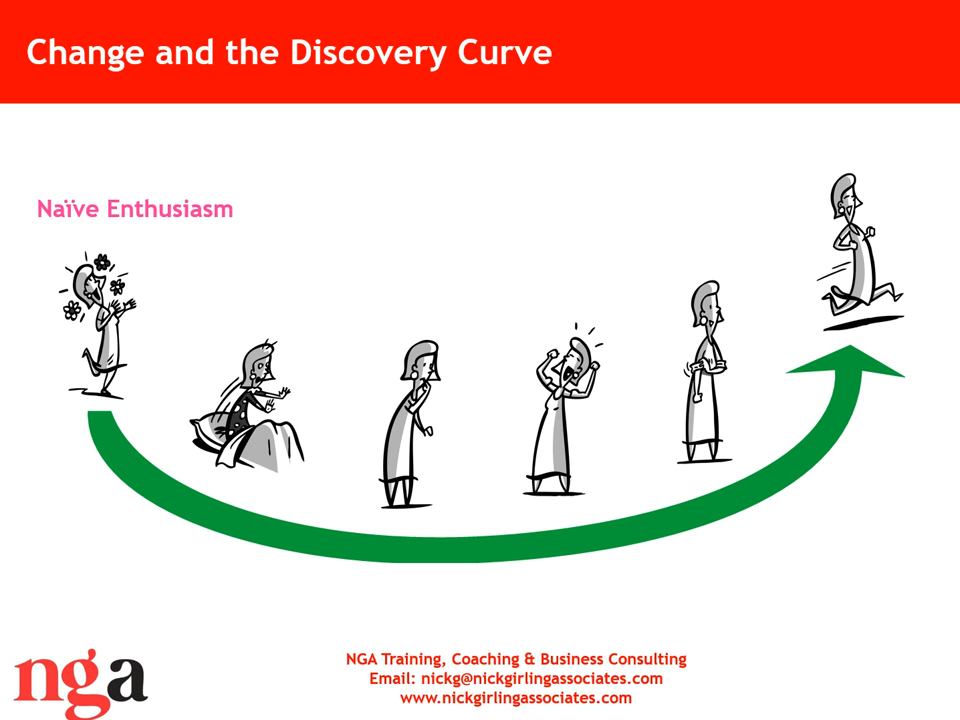 Change and the Discovery Curve
Naïve Enthusiasm
nga
NGA Training, Coaching & Business Consulting
Email: nickg@nickgirlingassociates.com
www.nickgirlingassociates.com